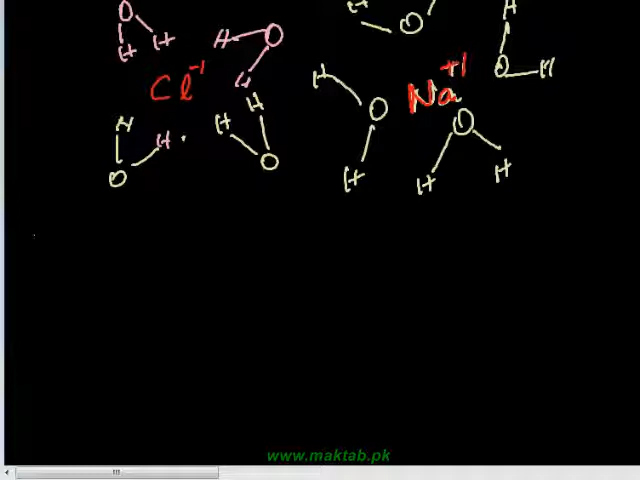 O H O H
H H H O
Cl⁻¹ H H Na⁺¹ O H
H H H H O O
O H O H H H
www.maktab.pk